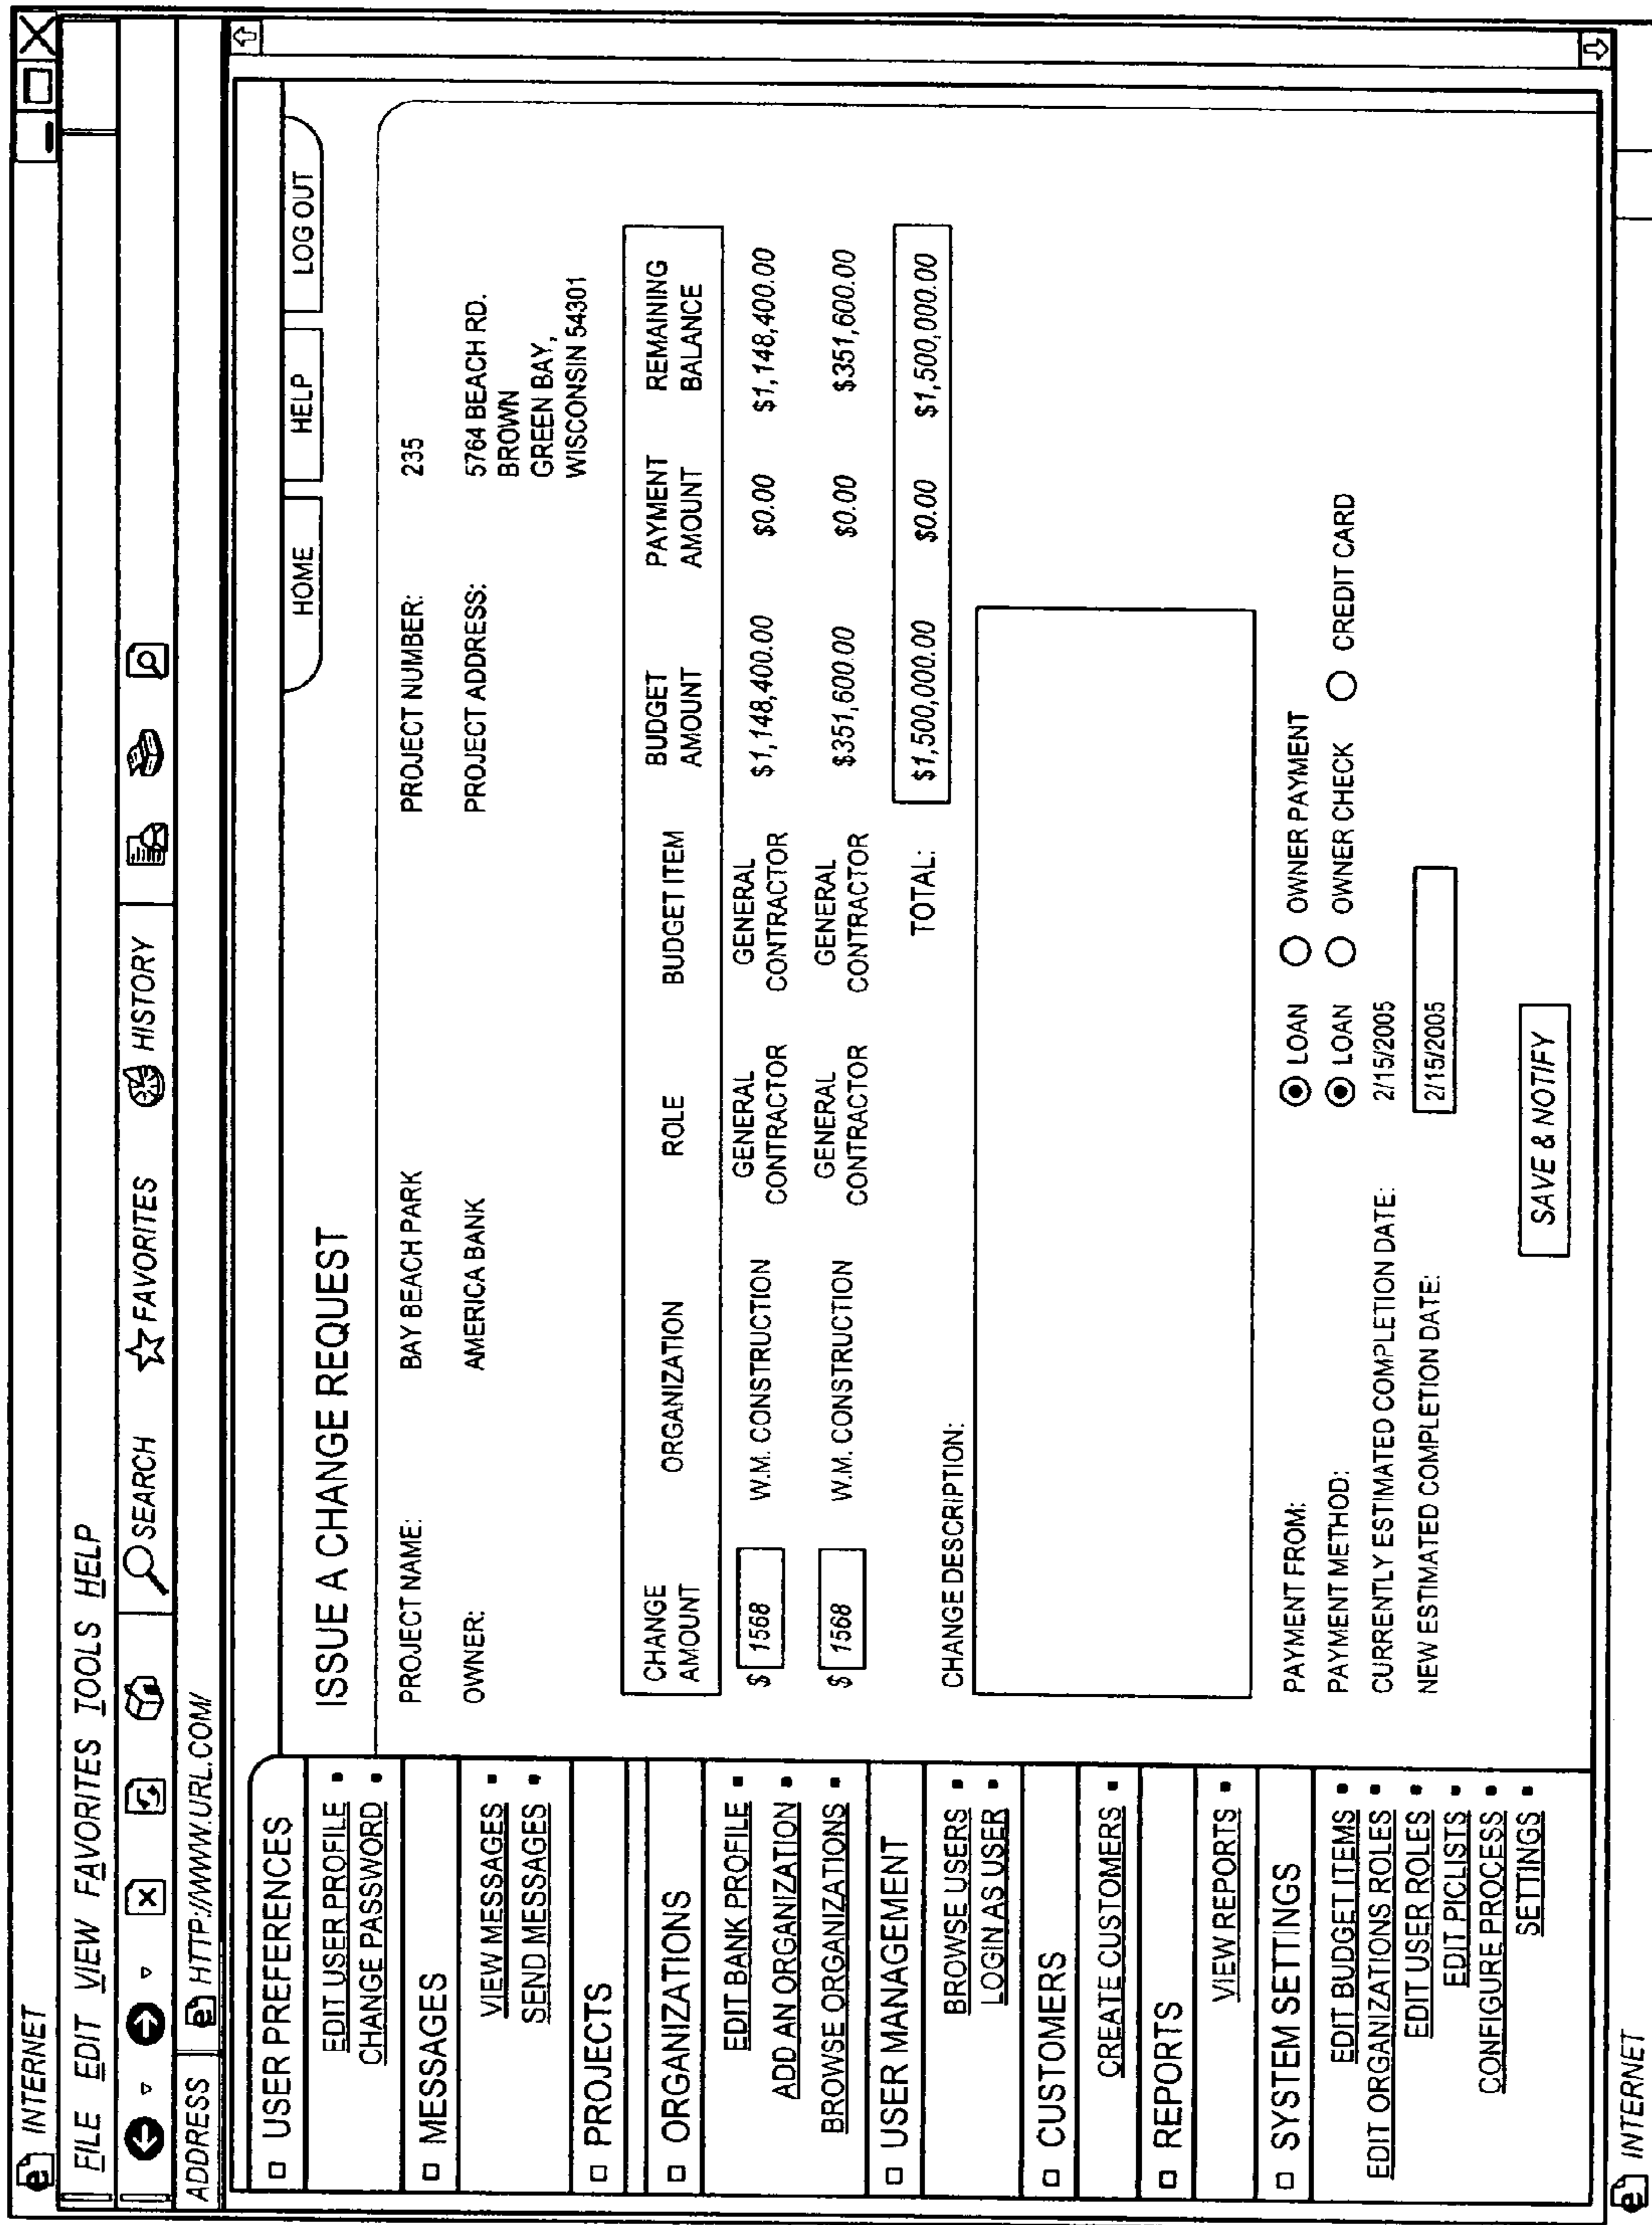 INTERNET
FILE EDIT VIEW FAVORITES TOOLS HELP
SEARCH FAVORITES HISTORY
ADDRESS HTTP://WWW.URL.COM/
HOME HELP LOG OUT
USER PREFERENCES
EDIT USER PROFILE
CHANGE PASSWORD
MESSAGES
VIEW MESSAGES
SEND MESSAGES
PROJECTS
ORGANIZATIONS
EDIT BANK PROFILE
ADD AN ORGANIZATION
BROWSE ORGANIZATIONS
USER MANAGEMENT
BROWSE USERS
LOGIN AS USER
CUSTOMERS
CREATE CUSTOMERS
REPORTS
VIEW REPORTS
SYSTEM SETTINGS
EDIT BUDGET ITEMS
EDIT ORGANIZATIONS ROLES
EDIT USER ROLES
EDIT PICLISTS
CONFIGURE PROCESS
SETTINGS
ISSUE A CHANGE REQUEST
PROJECT NAME: BAY BEACH PARK PROJECT NUMBER: 235
OWNER: AMERICA BANK PROJECT ADDRESS: 5764 BEACH RD.
BROWN
GREEN BAY,
WISCONSIN 54301
CHANGE AMOUNT ORGANIZATION ROLE BUDGET ITEM BUDGET AMOUNT PAYMENT AMOUNT REMAINING BALANCE
$ 1568 W.M. CONSTRUCTION GENERAL CONTRACTOR GENERAL CONTRACTOR $1,148,400.00 $0.00 $1,148,400.00
$ 1568 W.M. CONSTRUCTION GENERAL CONTRACTOR GENERAL CONTRACTOR $351,600.00 $0.00 $351,600.00
TOTAL: $1,500,000.00 $0.00 $1,500,000.00
CHANGE DESCRIPTION:
PAYMENT FROM: LOAN OWNER PAYMENT
PAYMENT METHOD: LOAN OWNER CHECK CREDIT CARD
CURRENTLY ESTIMATED COMPLETION DATE: 2/15/2005
NEW ESTIMATED COMPLETION DATE: 2/15/2005
SAVE & NOTIFY
INTERNET